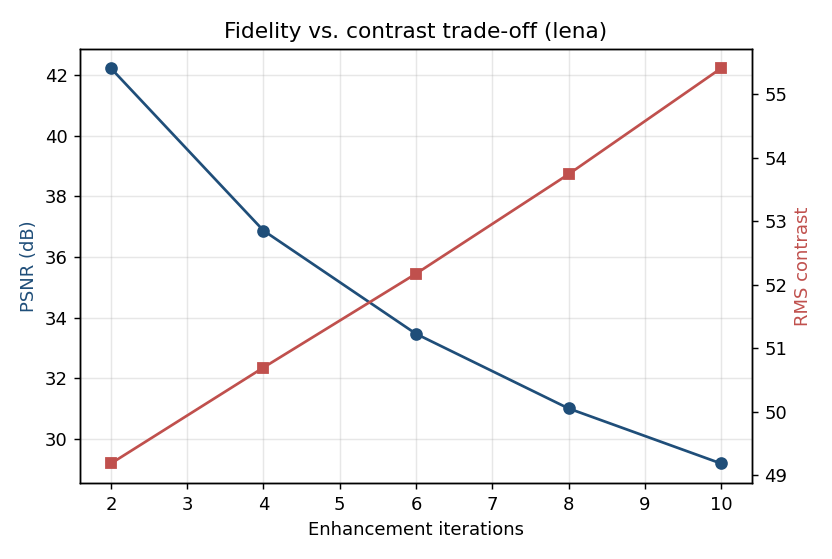 Fidelity vs. contrast trade-off (lena)
PSNR (dB)
42
40
38
36
34
32
30
55
54
53
52
51
50
49
RMS contrast
2 3 4 5 6 7 8 9 10
Enhancement iterations